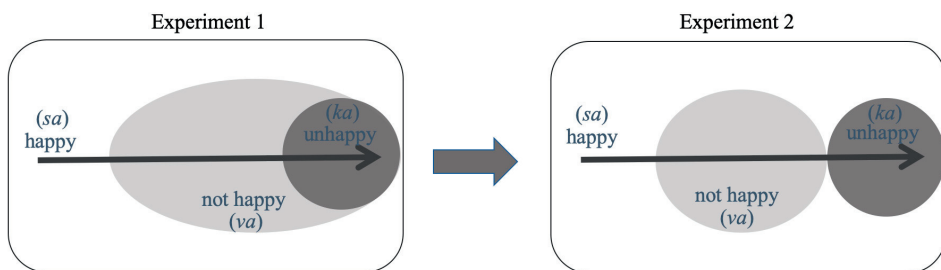 Experiment 1
(sa)
happy
(ka)
unhappy
not happy
(va)
Experiment 2
(sa)
happy
(ka)
unhappy
not happy
(va)